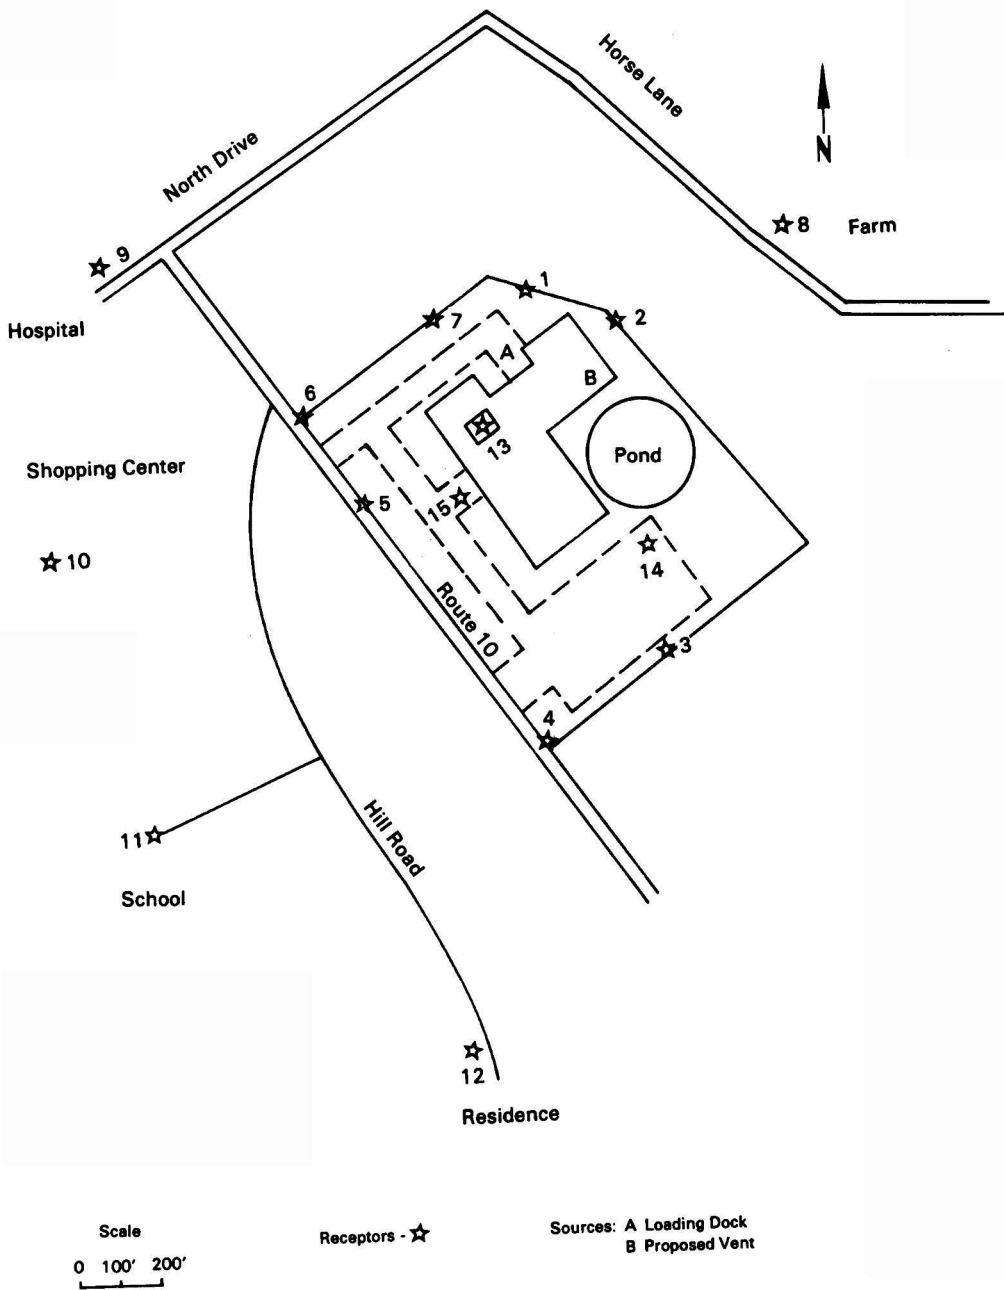 Horse Lane
North Drive
N
9
8 Farm
1
Hospital
7
2
A
B
6
13
Shopping Center
Pond
5
15
10
14
Route 10
3
4
11
Hill Road
School
12
Residence
Scale
0 100' 200'
Receptors -
Sources: A Loading Dock
B Proposed Vent